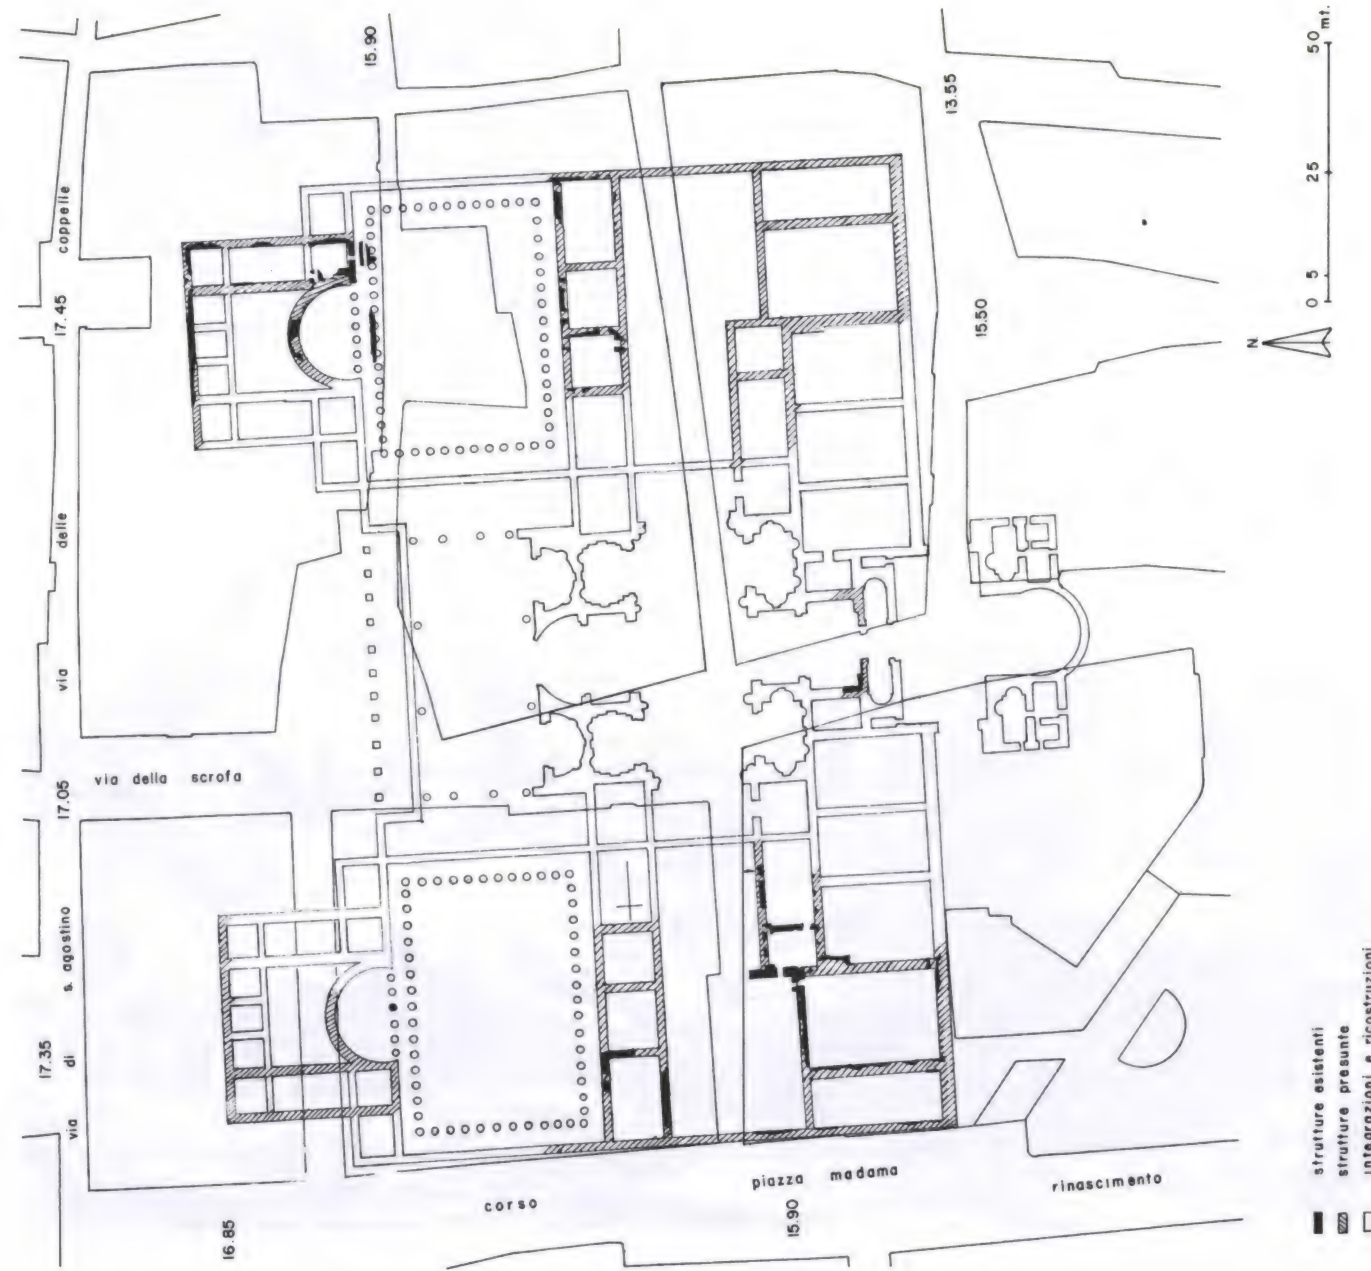 coppelle
17.45
delle
via
via della scrofa
17.05
s. agostino
di
17.35
via
16.85
15.90
13.55
15.50
15.90
corso
piazza madama
rinascimento
N.
0 5 25 50 mt.
strutture esistenti
strutture presunte
integrazioni e ricostruzioni